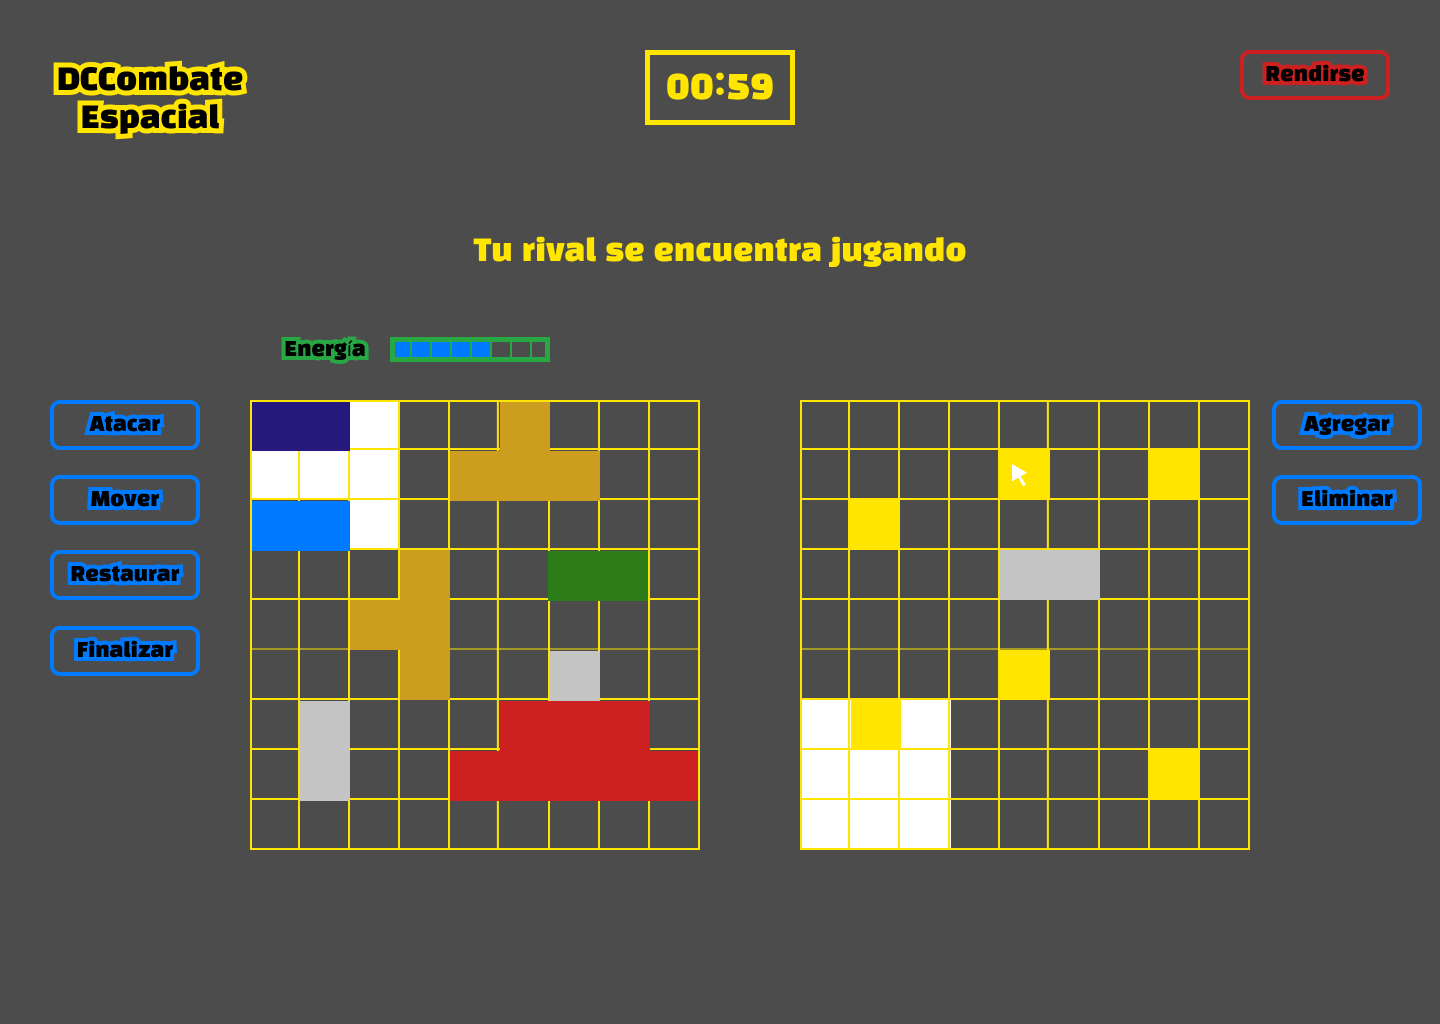 DCCombate
Espacial
00:59
Rendirse
Tu rival se encuentra jugando
Energía
Atacar
Mover
Restaurar
Finalizar
Agregar
Eliminar